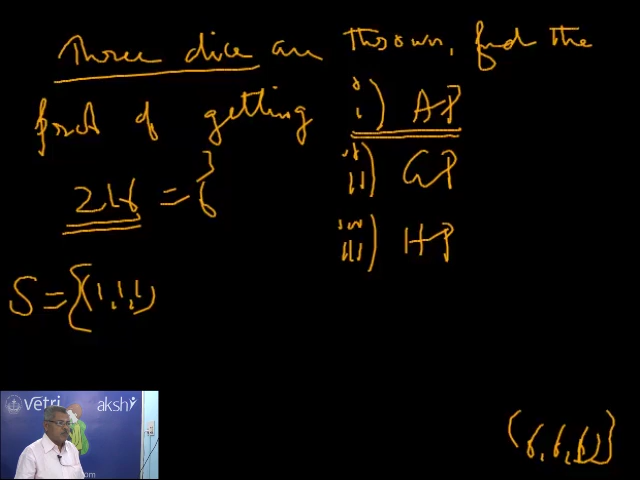 Three dice are thrown, find the
prob of getting i) AP
216 = 6³ ii) GP
iii) HP
S = {(1,1,1)
(6,6,6)}
Vetri akshi